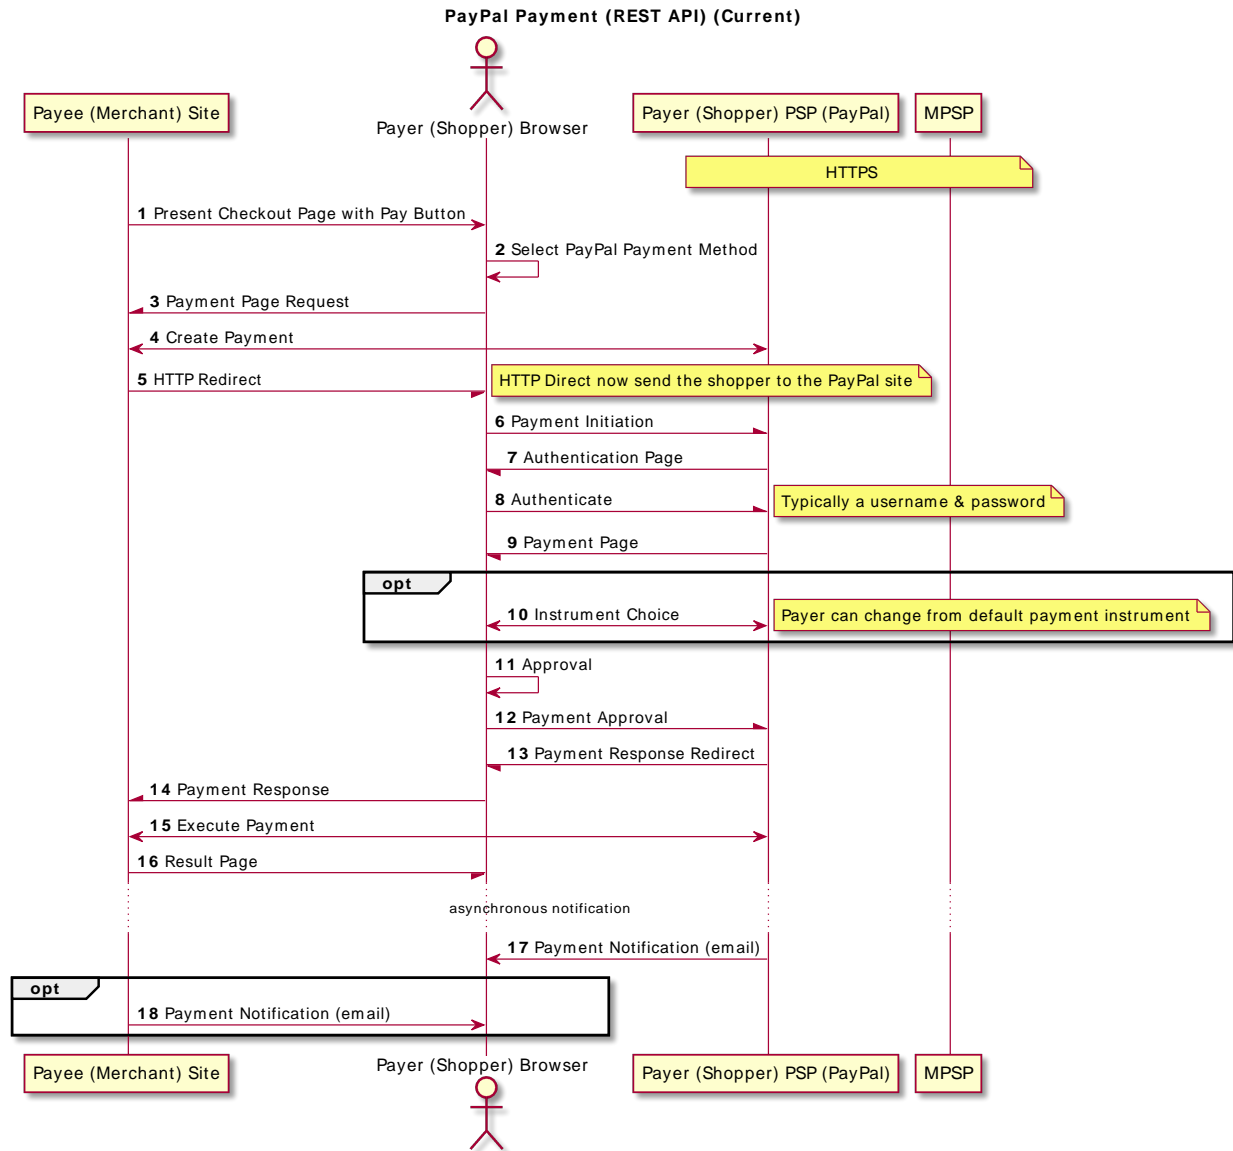 PayPal Payment (REST API) (Current)
Payee (Merchant) Site
Payer (Shopper) Browser
Payer (Shopper) PSP (PayPal)
MPSP
HTTPS
1 Present Checkout Page with Pay Button
2 Select PayPal Payment Method
3 Payment Page Request
4 Create Payment
5 HTTP Redirect
HTTP Direct now send the shopper to the PayPal site
6 Payment Initiation
7 Authentication Page
8 Authenticate
Typically a username & password
9 Payment Page
opt
10 Instrument Choice
Payer can change from default payment instrument
11 Approval
12 Payment Approval
13 Payment Response Redirect
14 Payment Response
15 Execute Payment
16 Result Page
asynchronous notification
17 Payment Notification (email)
opt
18 Payment Notification (email)
Payee (Merchant) Site
Payer (Shopper) Browser
Payer (Shopper) PSP (PayPal)
MPSP